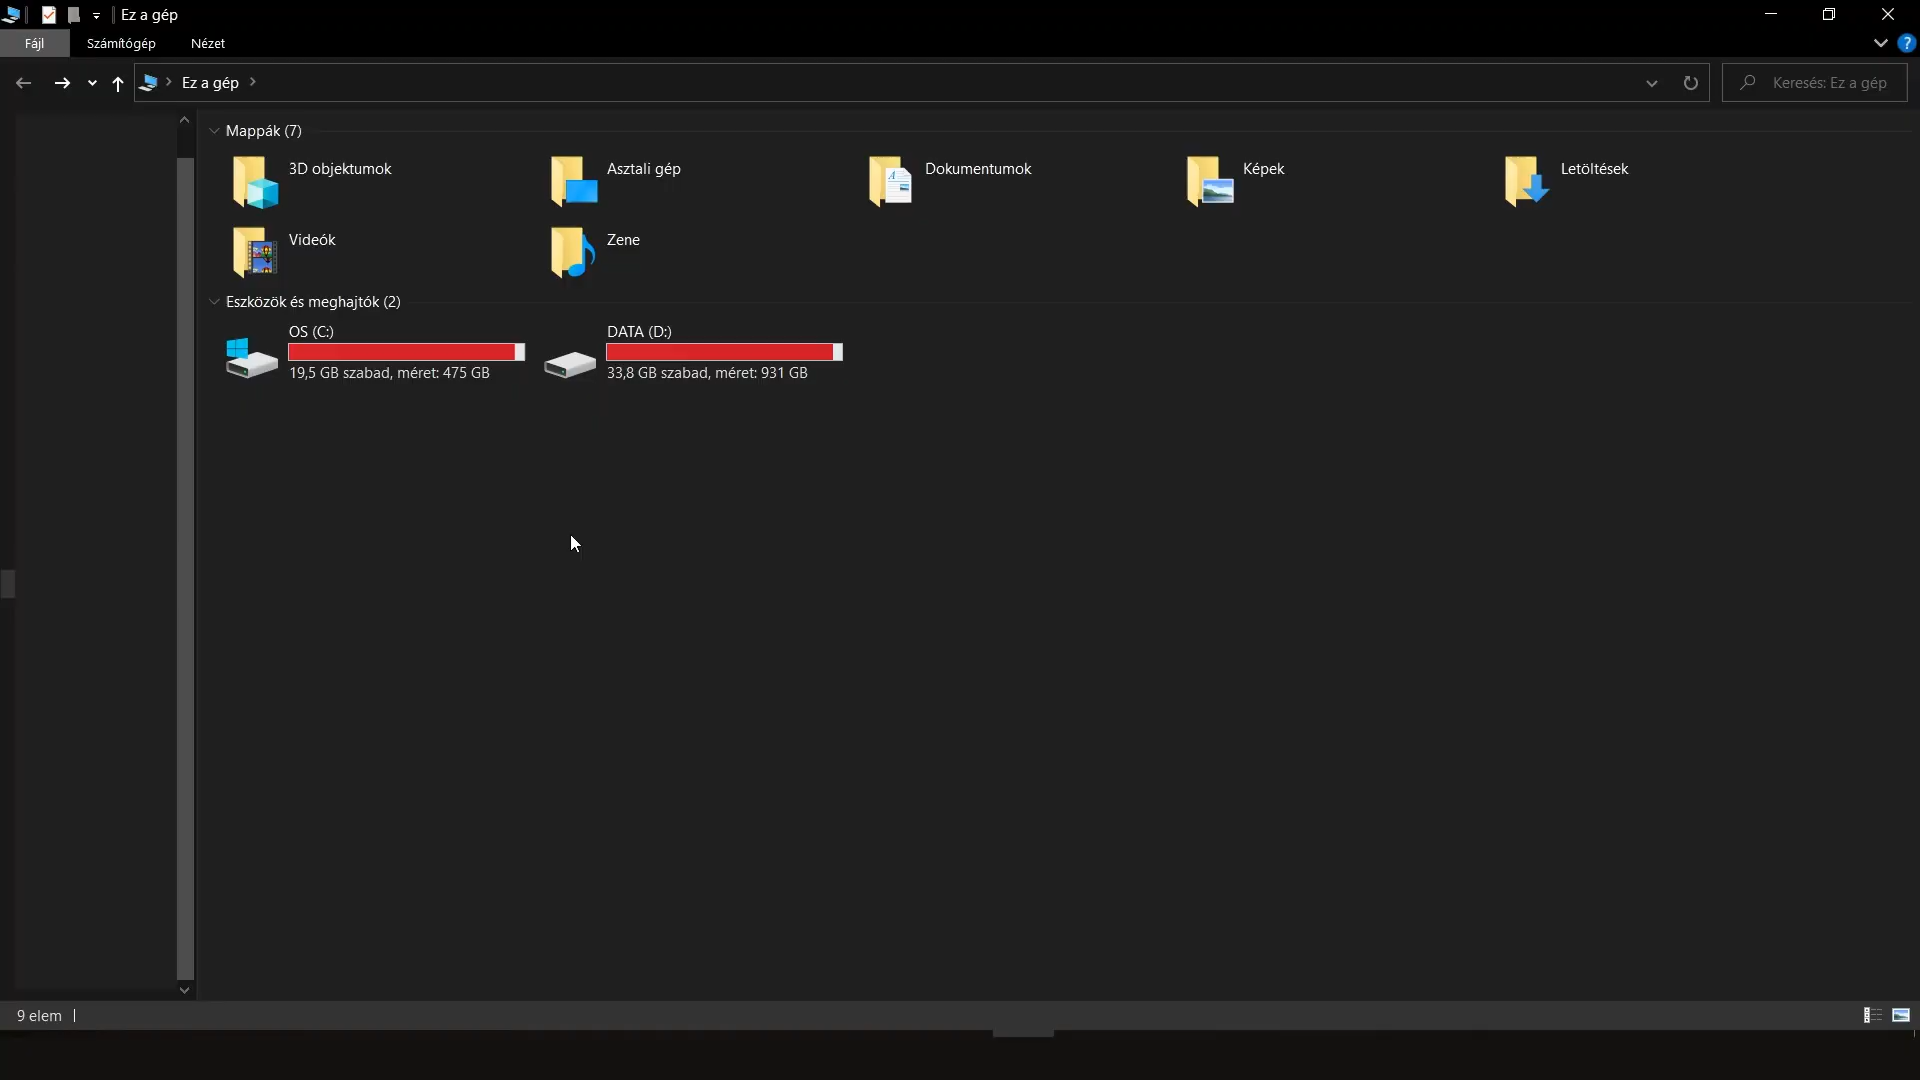 Ez a gép
Fájl Számítógép Nézet
Ez a gép Keresés: Ez a gép
Mappák (7)
3D objektumok Asztali gép Dokumentumok Képek Letöltések
Videók Zene
Eszközök és meghajtók (2)
OS (C:) DATA (D:)
19,5 GB szabad, méret: 475 GB 33,8 GB szabad, méret: 931 GB
9 elem